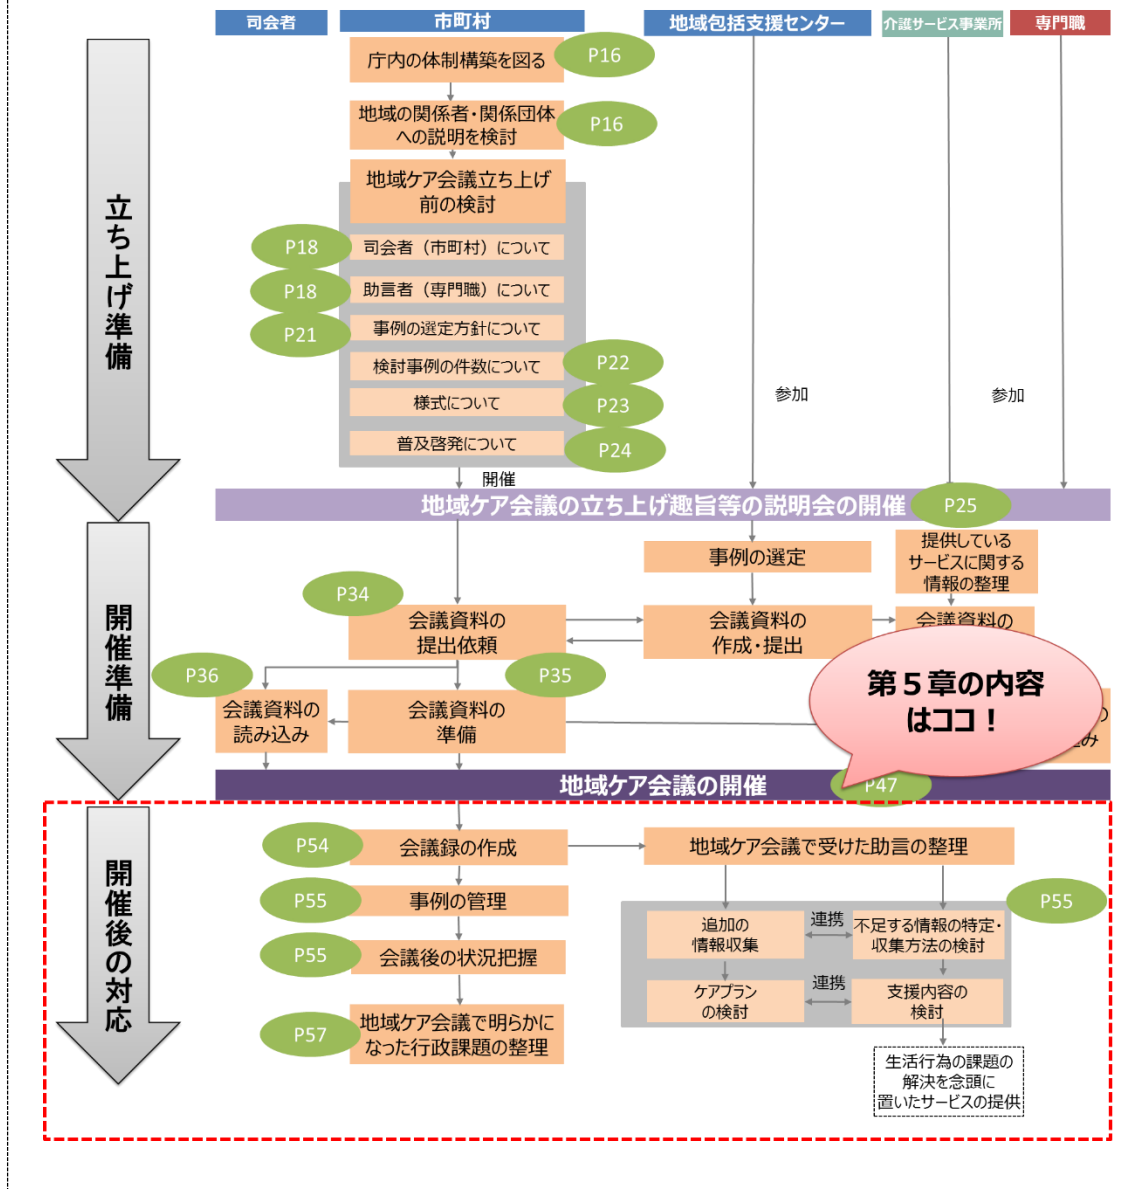 司会者
市町村
地域包括支援センター
介護サービス事業所
専門職
立ち上げ準備
庁内の体制構築を図る
P16
地域の関係者・関係団体
への説明を検討
P16
地域ケア会議立ち上げ
前の検討
P18
司会者（市町村）について
P18
助言者（専門職）について
P21
事例の選定方針について
検討事例の件数について
P22
様式について
P23
普及啓発について
P24
参加
参加
開催
地域ケア会議の立ち上げ趣旨等の説明会の開催
P25
開催準備
事例の選定
提供している
サービスに関する
情報の整理
P34
会議資料の
提出依頼
会議資料の
作成・提出
会議資料の
P36
会議資料の
読み込み
P35
会議資料の
準備
第５章の内容
はココ！
の
み
地域ケア会議の開催
P47
開催後の対応
P54
会議録の作成
地域ケア会議で受けた助言の整理
P55
事例の管理
P55
追加の
情報収集
連携
不足する情報の特定・
収集方法の検討
P55
会議後の状況把握
ケアプラン
の検討
連携
支援内容の
検討
P57
地域ケア会議で明らかに
なった行政課題の整理
生活行為の課題の
解決を念頭に
置いたサービスの提供